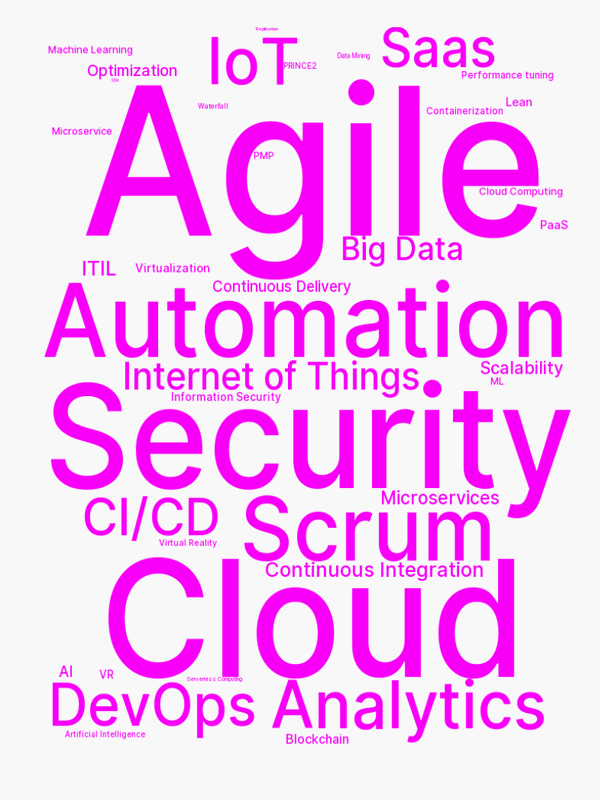 Replication
IoT
Saas
Machine Learning
Data Mining
PRINCE2
Optimization
Performance tuning
Lean
Waterfall
Containerization
Agile
Microservice
PMP
Cloud Computing
PaaS
Big Data
ITIL
Virtualization
Continuous Delivery
Automation
Internet of Things
Scalability
ML
Information Security
Security
Microservices
CI/CD
Scrum
Virtual Reality
Continuous Integration
Cloud
AI
VR
Serverless Computing
DevOps
Analytics
Artificial Intelligence
Blockchain